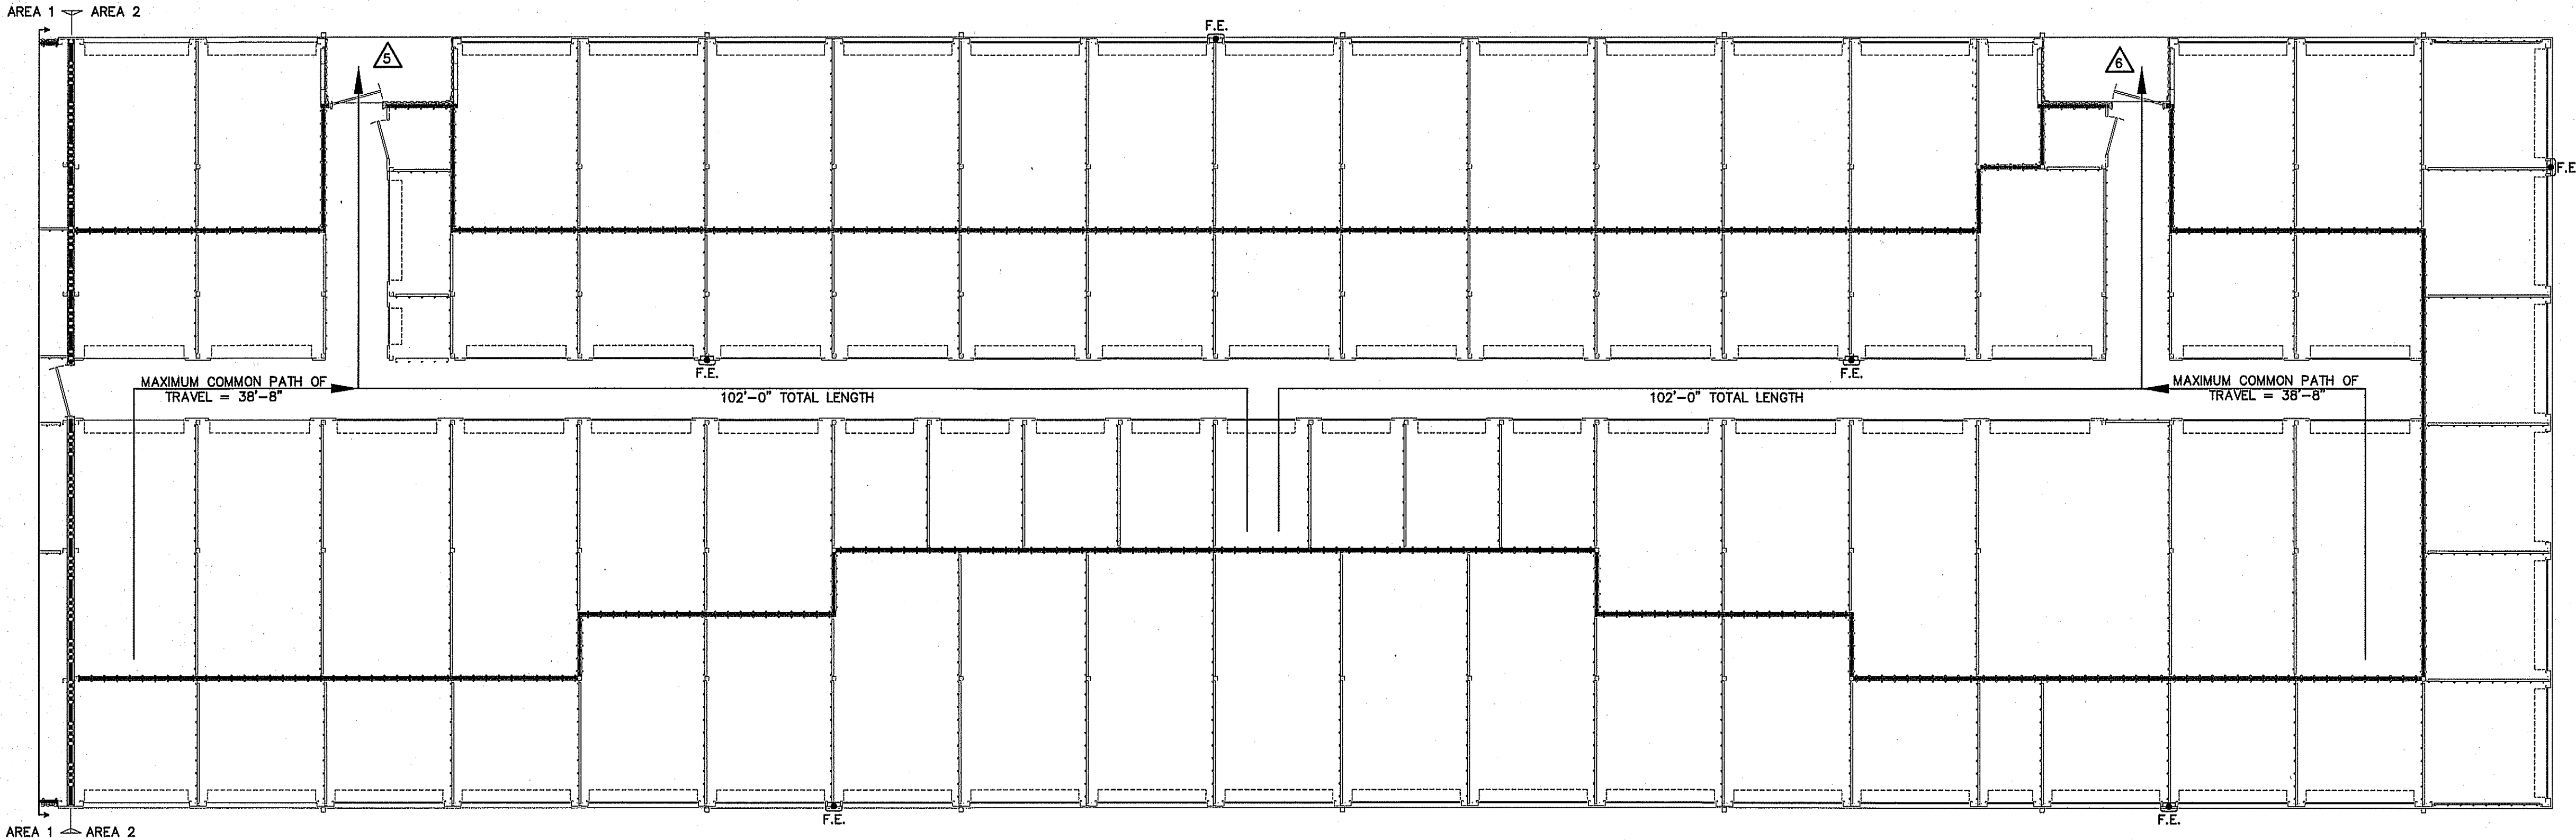 AREA 1 AREA 2
F.E.
5
6
F.E.
F.E.
F.E.
MAXIMUM COMMON PATH OF
TRAVEL = 38'-8"
102'-0" TOTAL LENGTH
102'-0" TOTAL LENGTH
MAXIMUM COMMON PATH OF
TRAVEL = 38'-8"
F.E.
F.E.
AREA 1 AREA 2